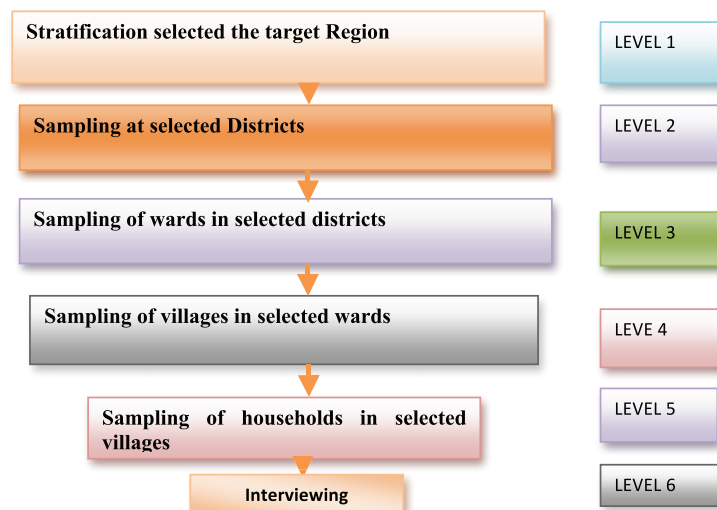 Stratification selected the target Region
LEVEL 1
Sampling at selected Districts
LEVEL 2
Sampling of wards in selected districts
LEVEL 3
Sampling of villages in selected wards
LEVE 4
Sampling of households in selected
villages
LEVEL 5
Interviewing
LEVEL 6